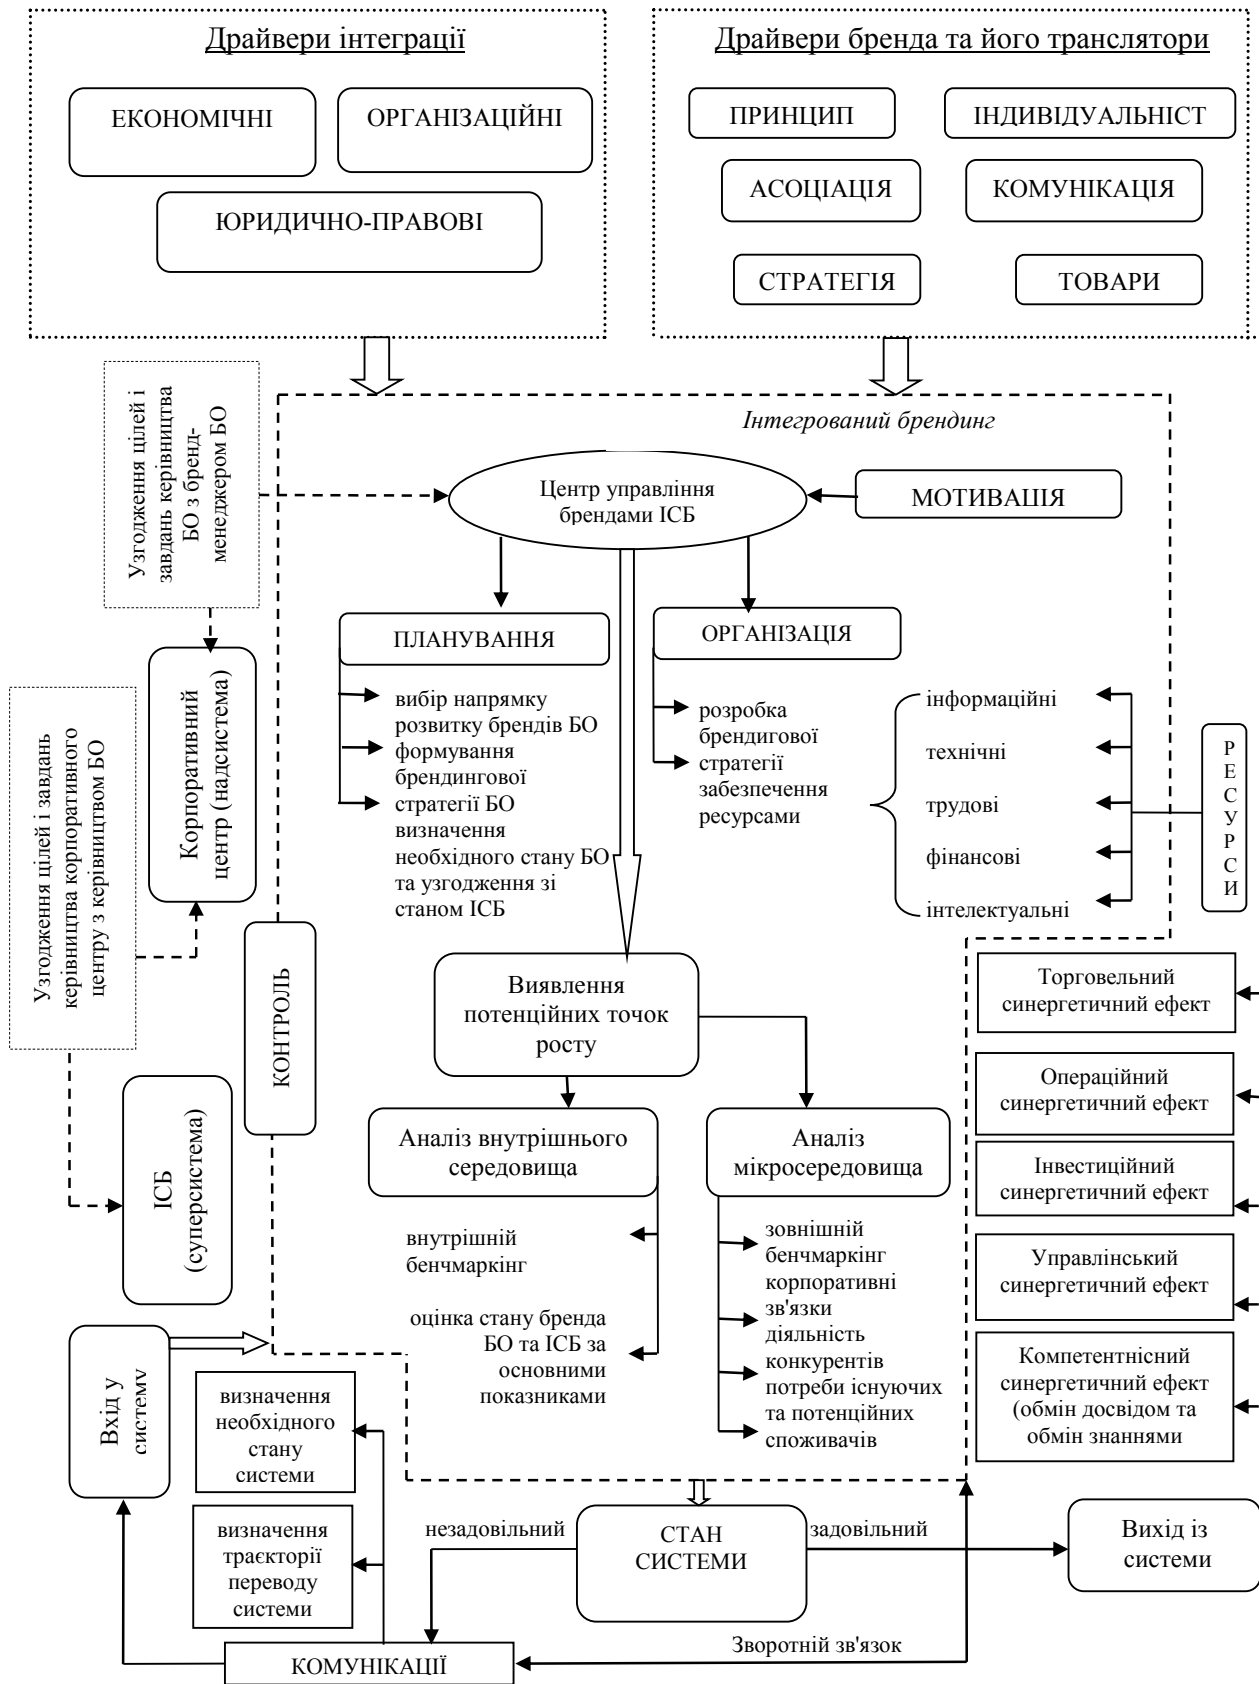 Драйвери інтеграції
ЕКОНОМІЧНІ
ОРГАНІЗАЦІЙНІ
ЮРИДИЧНО-ПРАВОВІ
Драйвери бренда та його транслятори
ПРИНЦИП
ІНДИВІДУАЛЬНІСТ
АСОЦІАЦІЯ
КОМУНІКАЦІЯ
СТРАТЕГІЯ
ТОВАРИ
Узгодження цілей і
завдань керівництва
БО з бренд-
менеджером БО
Інтегрований брендинг
Центр управління
брендами ІСБ
МОТИВАЦІЯ
ПЛАНУВАННЯ
ОРГАНІЗАЦІЯ
вибір напрямку
розвитку брендів БО
формування
брендингової
стратегії БО
визначення
необхідного стану БО
та узгодження зі
станом ІСБ
розробка
брендигової
стратегії
забезпечення
ресурсами
інформаційні
технічні
трудові
фінансові
інтелектуальні
РЕСУРСИ
Корпоративний
центр (надсистема)
Узгодження цілей і завдань
керівництва корпоративного
центру з керівництвом БО
КОНТРОЛЬ
ІСБ
(суперсистема)
Виявлення
потенційних точок
росту
Аналіз внутрішнього
середовища
Аналіз
мікросередовища
внутрішній
бенчмаркінг
оцінка стану бренда
БО та ІСБ за
основними
показниками
зовнішній
бенчмаркінг
корпоративні
зв'язки
діяльність
конкурентів
потреби існуючих
та потенційних
споживачів
Торговельний
синергетичний ефект
Операційний
синергетичний ефект
Інвестиційний
синергетичний ефект
Управлінський
синергетичний ефект
Компетентнісний
синергетичний ефект
(обмін досвідом та
обмін знаннями
Вхід у
систему
визначення
необхідного
стану
системи
визначення
траєкторії
переводу
системи
незадовільний
СТАН
СИСТЕМИ
задовільний
Вихід із
системи
Зворотній зв'язок
КОМУНІКАЦІЇ